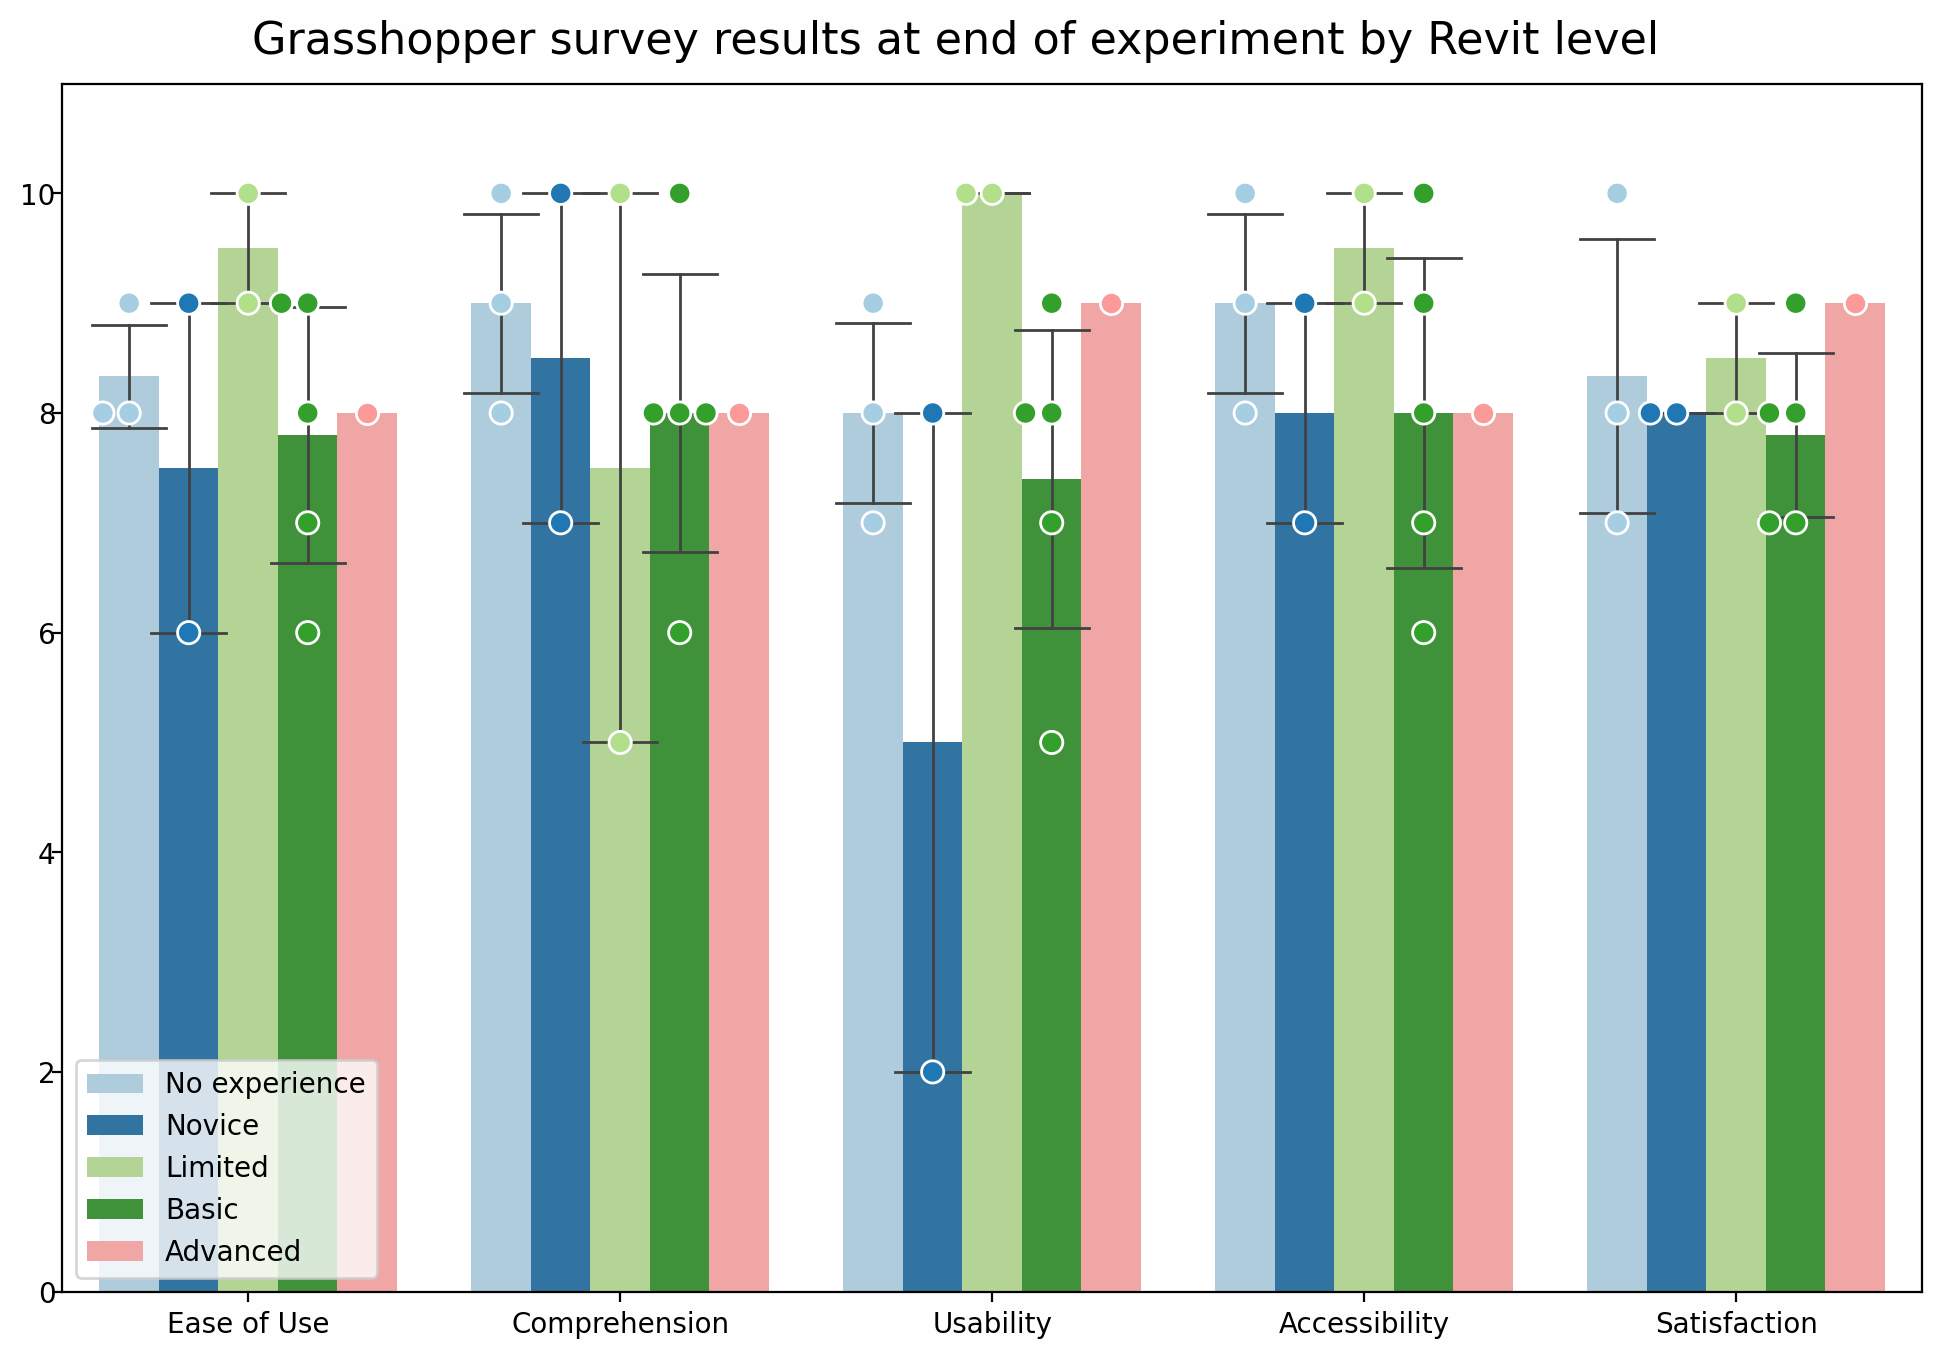 Grasshopper survey results at end of experiment by Revit level
10
8
6
4
2
0
No experience
Novice
Limited
Basic
Advanced
Ease of Use
Comprehension
Usability
Accessibility
Satisfaction